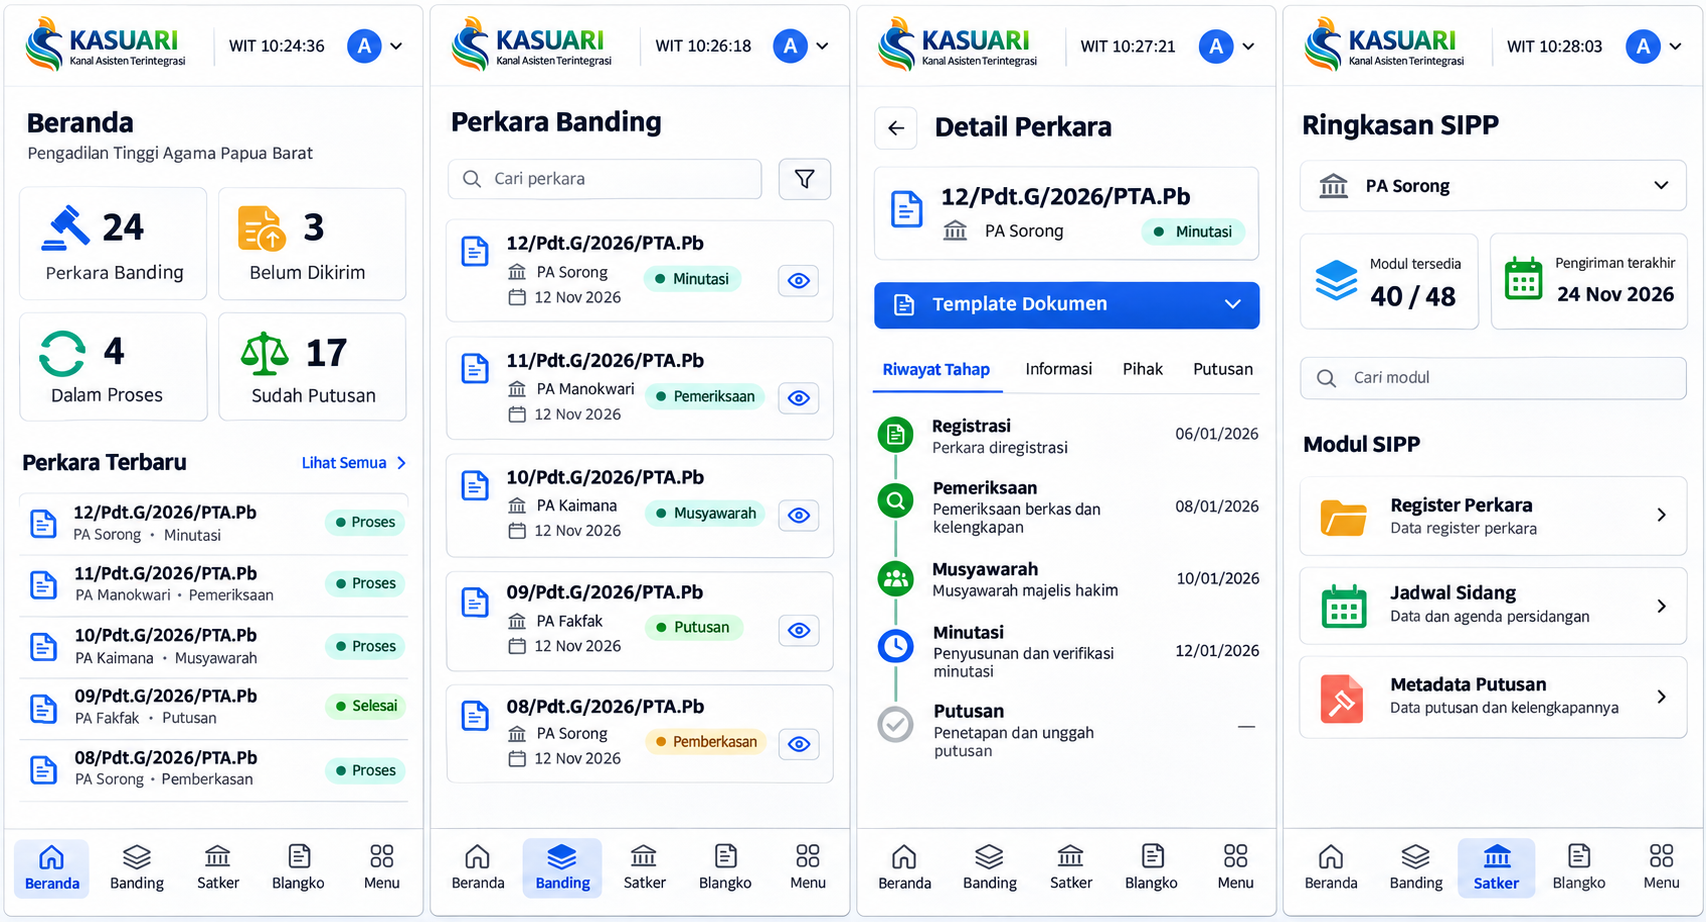 KASUARI
Kanal Asisten Terintegrasi
WIT 10:24:36
A
Beranda
Pengadilan Tinggi Agama Papua Barat
24
Perkara Banding
3
Belum Dikirim
4
Dalam Proses
17
Sudah Putusan
Perkara Terbaru
Lihat Semua
12/Pdt.G/2026/PTA.Pb
PA Sorong • Minutasi
Proses
11/Pdt.G/2026/PTA.Pb
PA Manokwari • Pemeriksaan
Proses
10/Pdt.G/2026/PTA.Pb
PA Kaimana • Musyawarah
Proses
09/Pdt.G/2026/PTA.Pb
PA Fakfak • Putusan
Selesai
08/Pdt.G/2026/PTA.Pb
PA Sorong • Pemberkasan
Proses
Beranda
Banding
Satker
Blangko
Menu
KASUARI
Kanal Asisten Terintegrasi
WIT 10:26:18
A
Perkara Banding
Cari perkara
12/Pdt.G/2026/PTA.Pb
PA Sorong
Minutasi
12 Nov 2026
11/Pdt.G/2026/PTA.Pb
PA Manokwari
Pemeriksaan
12 Nov 2026
10/Pdt.G/2026/PTA.Pb
PA Kaimana
Musyawarah
12 Nov 2026
09/Pdt.G/2026/PTA.Pb
PA Fakfak
Putusan
12 Nov 2026
08/Pdt.G/2026/PTA.Pb
PA Sorong
Pemberkasan
12 Nov 2026
Beranda
Banding
Satker
Blangko
Menu
KASUARI
Kanal Asisten Terintegrasi
WIT 10:27:21
A
Detail Perkara
12/Pdt.G/2026/PTA.Pb
PA Sorong
Minutasi
Template Dokumen
Riwayat Tahap
Informasi
Pihak
Putusan
Registrasi
Perkara diregistrasi
06/01/2026
Pemeriksaan
Pemeriksaan berkas dan
kelengkapan
08/01/2026
Musyawarah
Musyawarah majelis hakim
10/01/2026
Minutasi
Penyusunan dan verifikasi
minutasi
12/01/2026
Putusan
Penetapan dan unggah
putusan
—
Beranda
Banding
Satker
Blangko
Menu
KASUARI
Kanal Asisten Terintegrasi
WIT 10:28:03
A
Ringkasan SIPP
PA Sorong
Modul tersedia
40 / 48
Pengiriman terakhir
24 Nov 2026
Cari modul
Modul SIPP
Register Perkara
Data register perkara
Jadwal Sidang
Data dan agenda persidangan
Metadata Putusan
Data putusan dan kelengkapannya
Beranda
Banding
Satker
Blangko
Menu